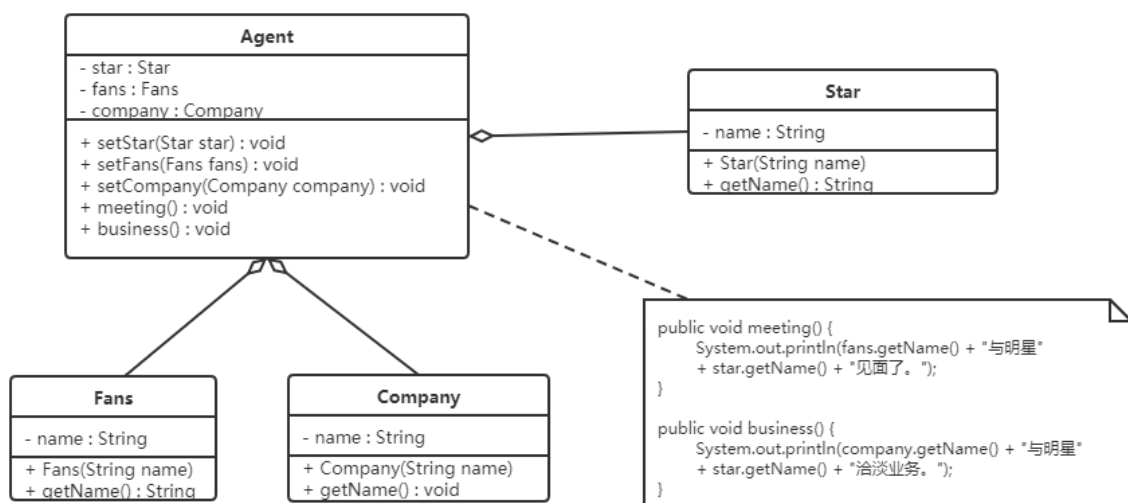 Agent
- star : Star
- fans : Fans
- company : Company
+ setStar(Star star) : void
+ setFans(Fans fans) : void
+ setCompany(Company company) : void
+ meeting() : void
+ business() : void
Star
- name : String
+ Star(String name)
+ getName() : String
Fans
- name : String
+ Fans(String name)
+ getName() : String
Company
- name : String
+ Company(String name)
+ getName() : void
public void meeting() {
System.out.println(fans.getName() + "与明星"
+ star.getName() + "见面了。");
}
public void business() {
System.out.println(company.getName() + "与明星"
+ star.getName() + "洽淡业务。");
}